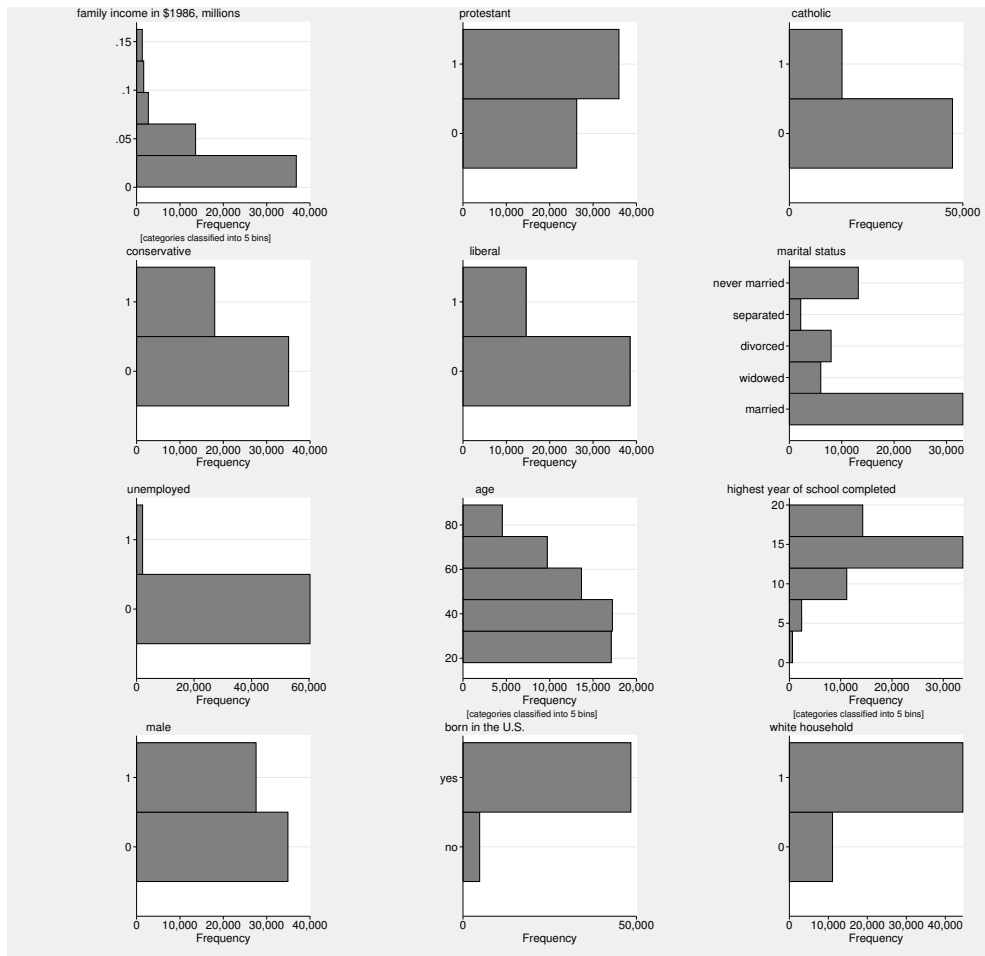 family income in $1986, millions
.15
.1
.05
0
0 10,000 20,000 30,000 40,000
Frequency
[categories classified into 5 bins]
protestant
1
0
0 10,000 20,000 30,000 40,000
Frequency
catholic
1
0
0 50,000
Frequency
conservative
1
0
0 10,000 20,000 30,000 40,000
Frequency
liberal
1
0
0 10,000 20,000 30,000 40,000
Frequency
marital status
never married
separated
divorced
widowed
married
0 10,000 20,000 30,000
Frequency
unemployed
1
0
0 20,000 40,000 60,000
Frequency
age
80
60
40
20
0 5,000 10,000 15,000 20,000
Frequency
[categories classified into 5 bins]
highest year of school completed
20
15
10
5
0
0 10,000 20,000 30,000
Frequency
[categories classified into 5 bins]
male
1
0
0 10,000 20,000 30,000 40,000
Frequency
born in the U.S.
yes
no
0 50,000
Frequency
white household
1
0
0 10,000 20,000 30,000 40,000
Frequency